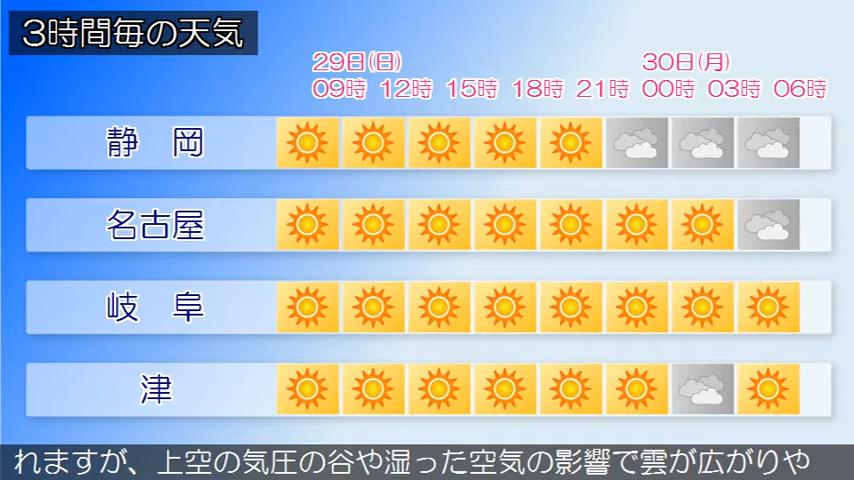 3時間毎の天気
29日(日) 30日(月)
09時 12時 15時 18時 21時 00時 03時 06時
静　岡
名古屋
岐　阜
津
れますが、上空の気圧の谷や湿った空気の影響で雲が広がりや